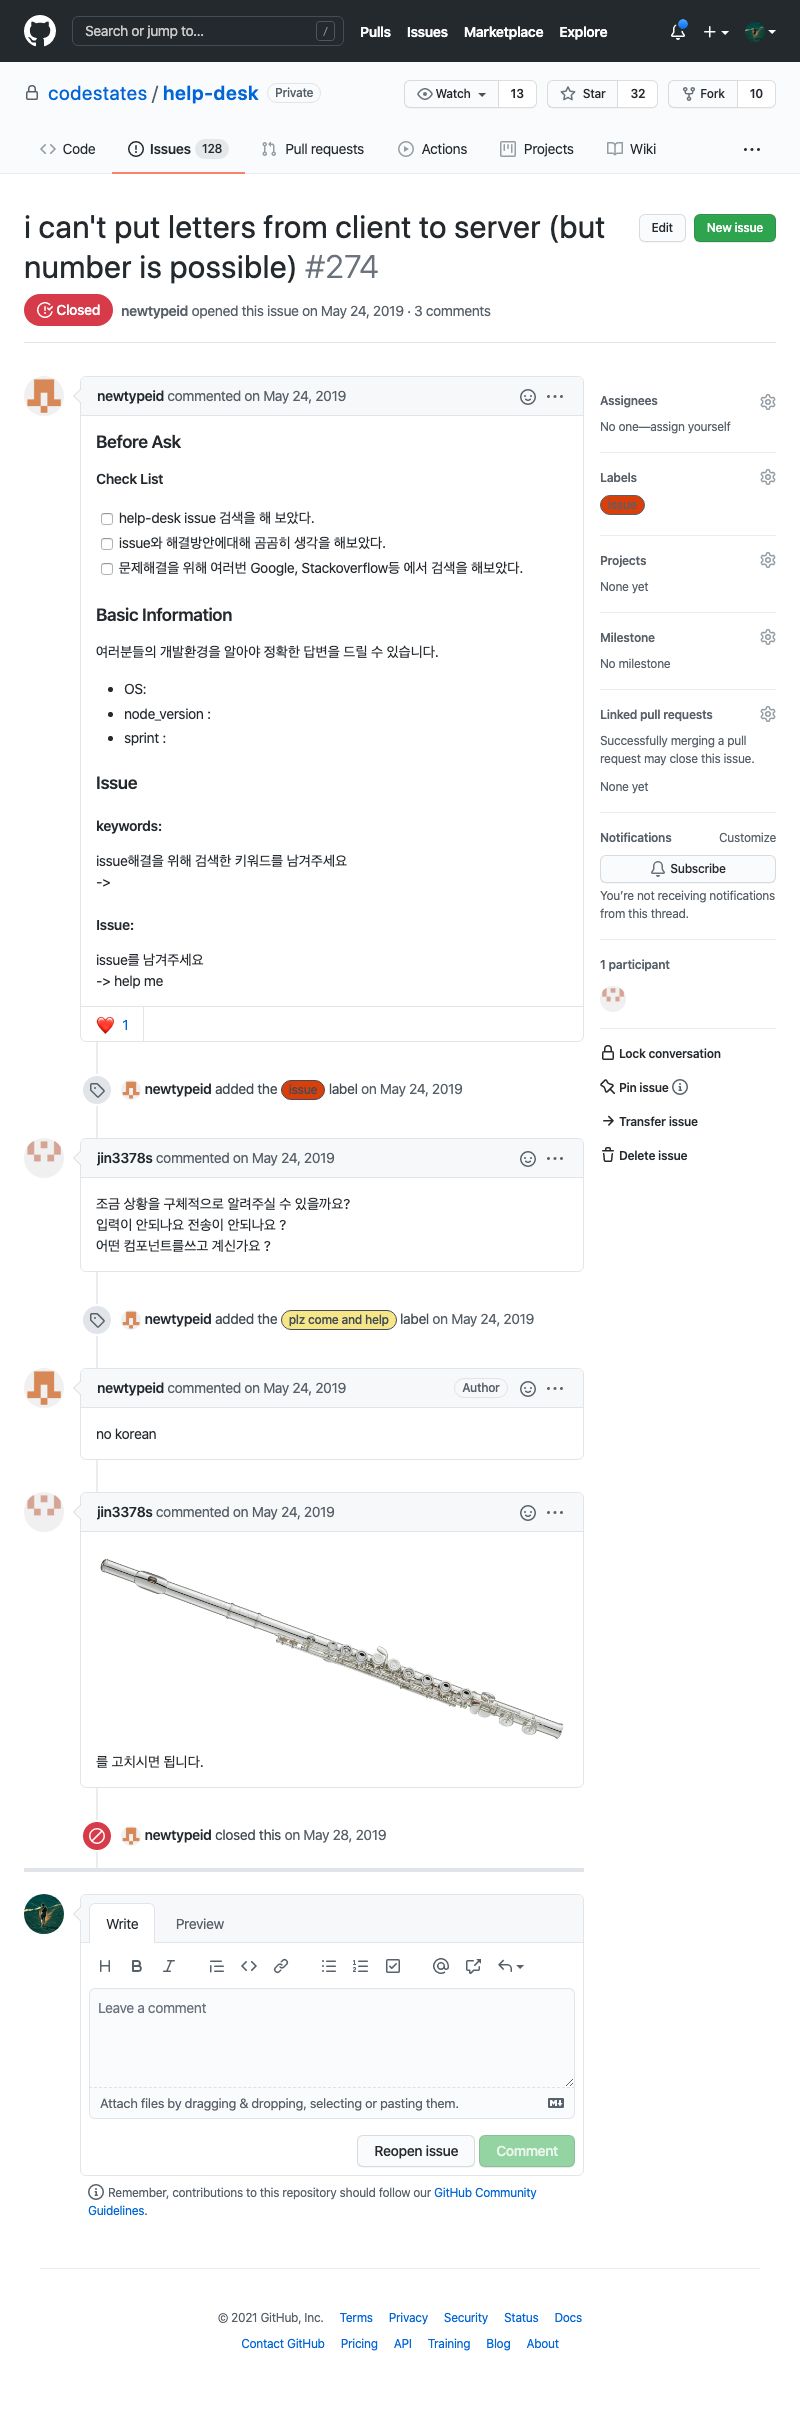 Search or jump to...
/
Pulls
Issues
Marketplace
Explore
codestates / help-desk
Private
Watch
13
Star
32
Fork
10
Code
Issues 128
Pull requests
Actions
Projects
Wiki
i can't put letters from client to server (but
number is possible) #274
Edit
New issue
Closed
newtypeid opened this issue on May 24, 2019 · 3 comments
newtypeid commented on May 24, 2019
Before Ask
Check List
help-desk issue 검색을 해 보았다.
issue와 해결방안에대해 곰곰히 생각을 해보았다.
문제해결을 위해 여러번 Google, Stackoverflow등 에서 검색을 해보았다.
Basic Information
여러분들의 개발환경을 알아야 정확한 답변을 드릴 수 있습니다.
• OS:
• node_version :
• sprint :
Issue
keywords:
issue해결을 위해 검색한 키워드를 남겨주세요
->
Issue:
issue를 남겨주세요
-> help me
1
newtypeid added the issue label on May 24, 2019
jin3378s commented on May 24, 2019
조금 상황을 구체적으로 알려주실 수 있을까요?
입력이 안되나요 전송이 안되나요 ?
어떤 컴포넌트를쓰고 계신가요 ?
newtypeid added the plz come and help label on May 24, 2019
newtypeid commented on May 24, 2019
Author
no korean
jin3378s commented on May 24, 2019
를 고치시면 됩니다.
newtypeid closed this on May 28, 2019
Assignees
No one—assign yourself
Labels
issue
Projects
None yet
Milestone
No milestone
Linked pull requests
Successfully merging a pull
request may close this issue.
None yet
Notifications
Customize
Subscribe
You're not receiving notifications
from this thread.
1 participant
Lock conversation
Pin issue
Transfer issue
Delete issue
Write
Preview
Leave a comment
Attach files by dragging & dropping, selecting or pasting them.
Reopen issue
Comment
Remember, contributions to this repository should follow our GitHub Community
Guidelines.
© 2021 GitHub, Inc.
Terms
Privacy
Security
Status
Docs
Contact GitHub
Pricing
API
Training
Blog
About